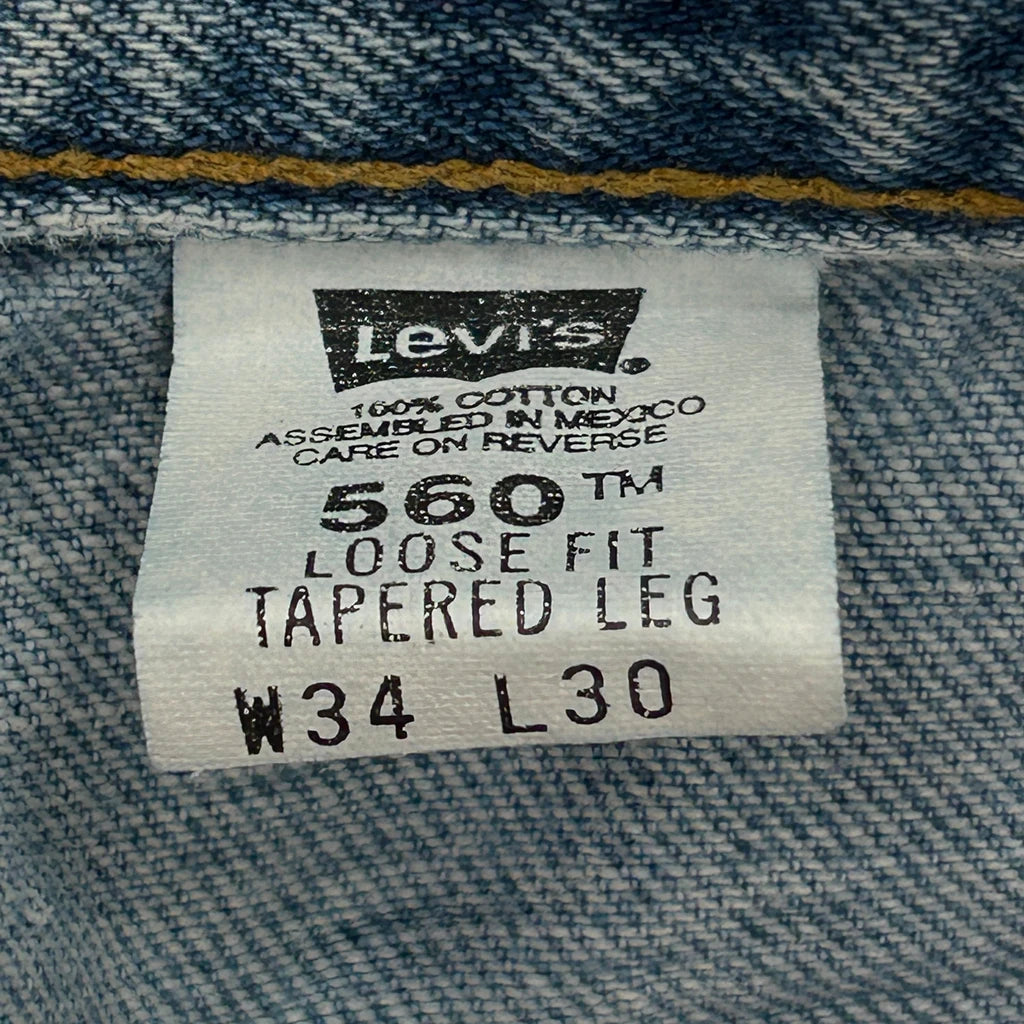 Levi's
100% COTTON
ASSEMBLED IN MEXICO
CARE ON REVERSE
560™
LOOSE FIT
TAPERED LEG
W34 L30